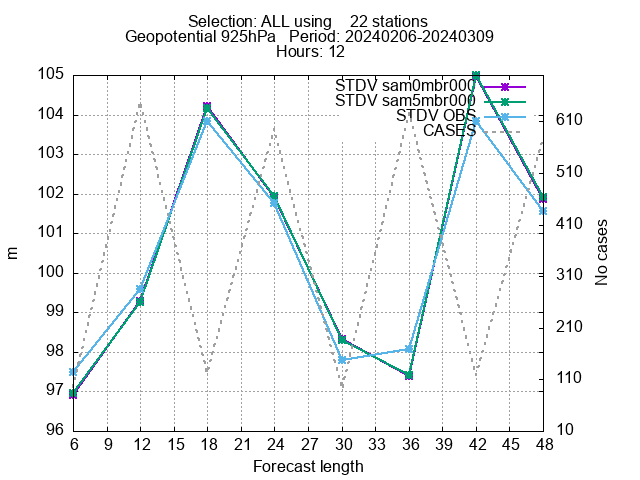 Selection: ALL using    22 stations
Geopotential 925hPa   Period: 20240206-20240309
Hours: 12
STDV sam0mbr000
STDV sam5mbr000
STDV OBS
CASES
105
104
103
102
101
100
99
98
97
96
m
610
510
410
310
210
110
10
No cases
6 9 12 15 18 21 24 27 30 33 36 39 42 45 48
Forecast length